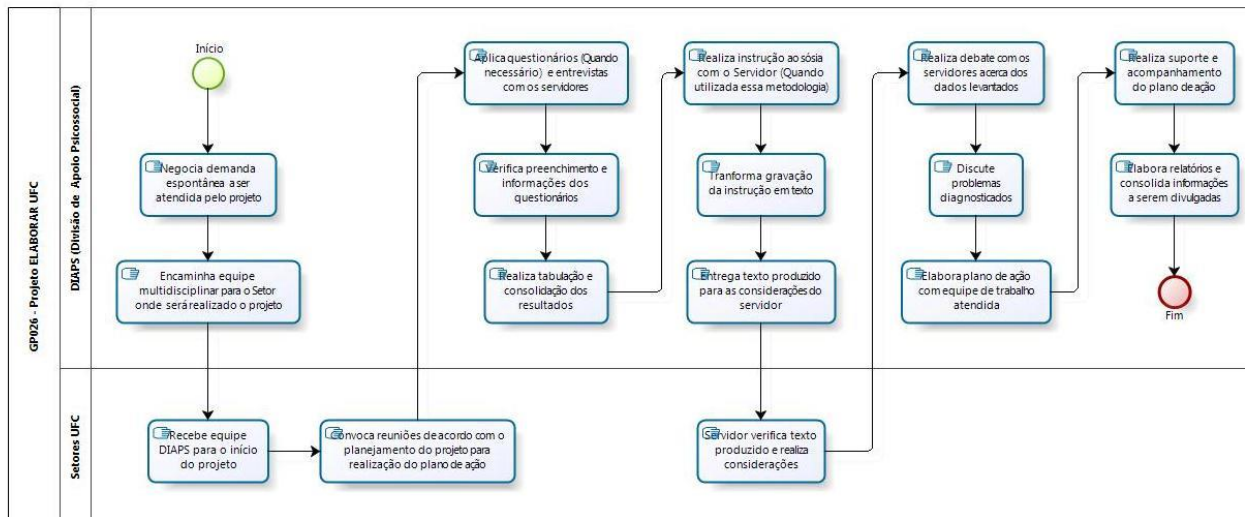 GPI026 - Projeto ELABORAR UFC
DIAPS (Divisão de Apoio Psicossocial)
Início
Negocia demanda
espontânea a ser
atendida pelo projeto
Encaminha equipe
multidisciplinar para o Setor
onde será realizado o projeto
Setores UFC
Recebe equipe
DIAPS para o início
do projeto
Convoca reuniões de acordo com o
planejamento do projeto para
realização do plano de ação
Aplica questionários (Quando
necessário) e entrevistas
com os servidores
Verifica preenchimento e
informações dos
questionários
Realiza tabulação e
consolidação dos
resultados
Realiza instrução ao sósia
com o Servidor (Quando
utilizada essa metodologia)
Tranforma gravação
da instrução em texto
Entrega texto produzido
para as considerações do
servidor
Servidor verifica texto
produzido e realiza
considerações
Realiza debate com os
servidores acerca dos
dados levantados
Discute
problemas
diagnosticados
Elabora plano de ação
com equipe de trabalho
atendida
Realiza suporte e
acompanhamento
do plano de ação
Elabora relatórios e
consolida informações
a serem divulgadas
Fim